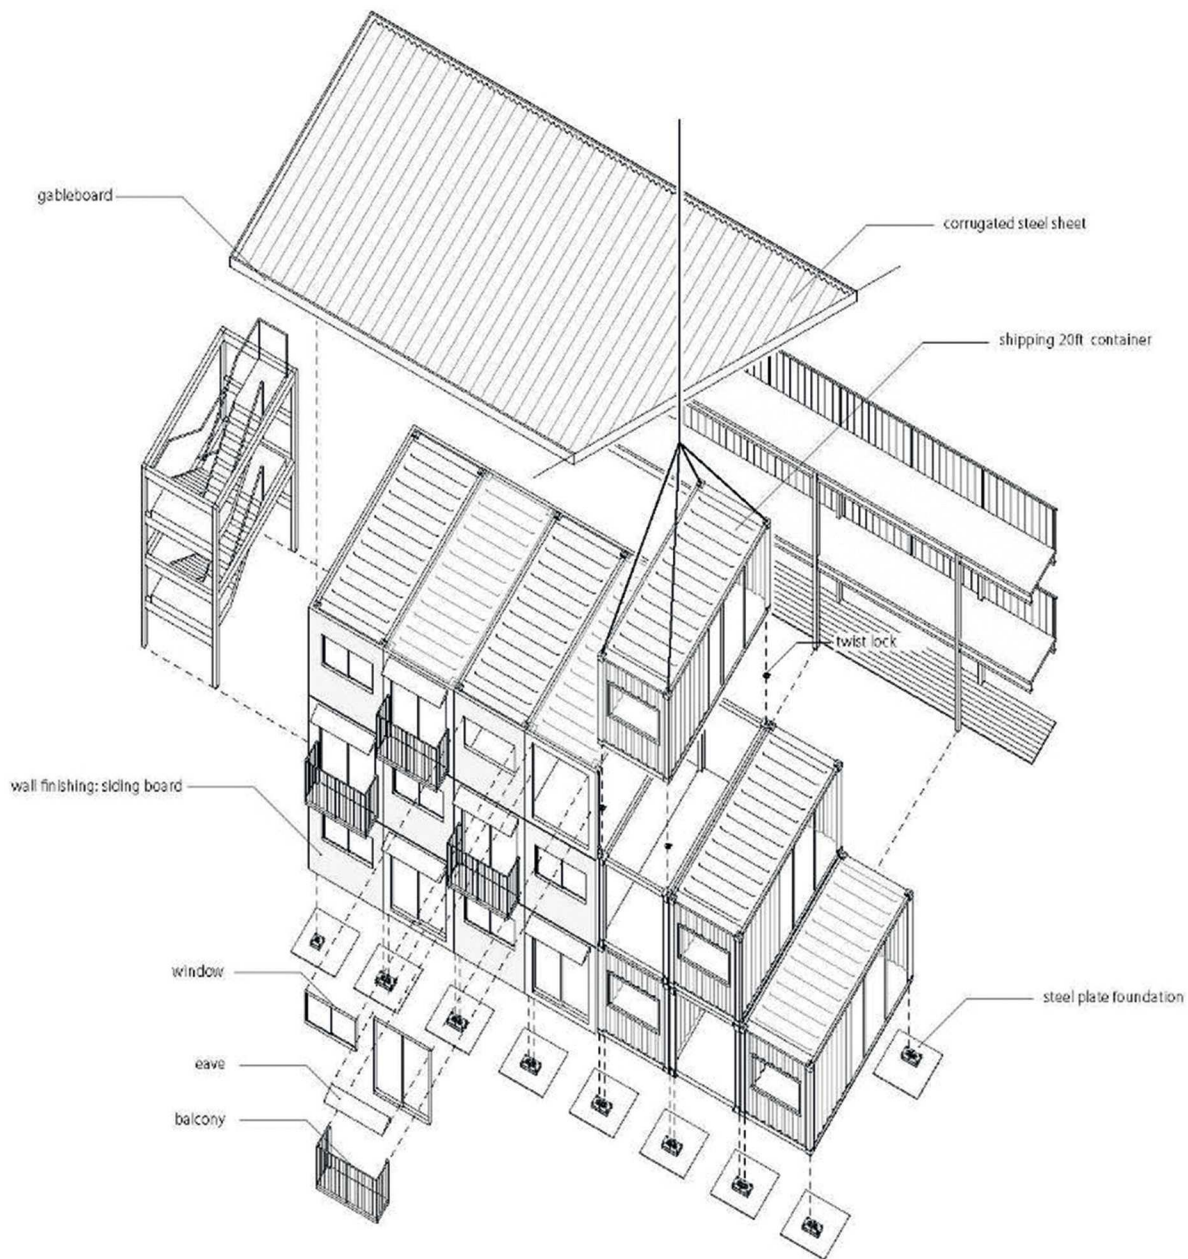 gableboard
corrugated steel sheet
shipping 20ft container
twist lock
wall finishing: siding board
window
steel plate foundation
eave
balcony